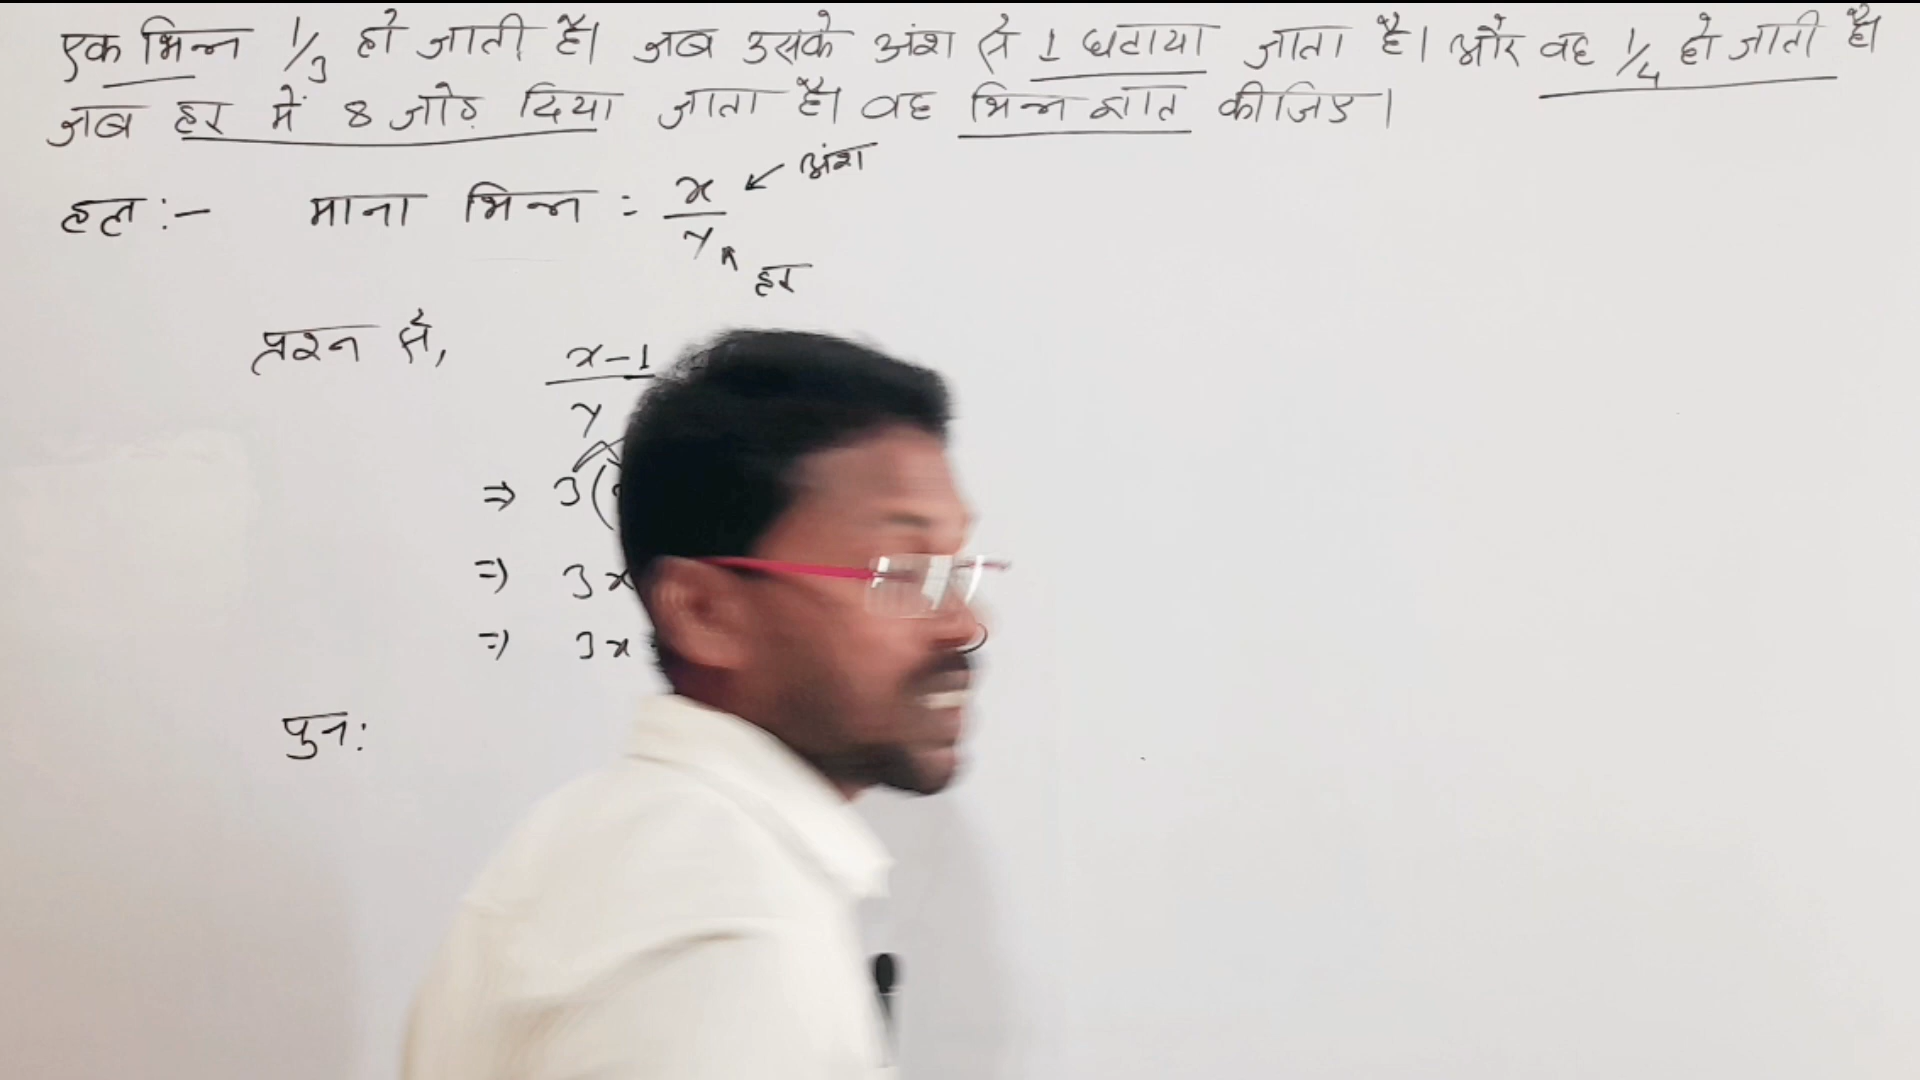 एक भिन्न 1/3 हो जाती है। जब उसके अंश से 1 घटाया जाता है। और वह 1/4 हो जाती है।
जब हर में 8 जोड़ दिया जाता है। वह भिन्न ज्ञात कीजिए।
हल :- माना भिन्न = x/y ← अंश
हर
प्रश्न से, x-1
y
⇒ 3(
⇒ 3x
⇒ 3x
पुन: